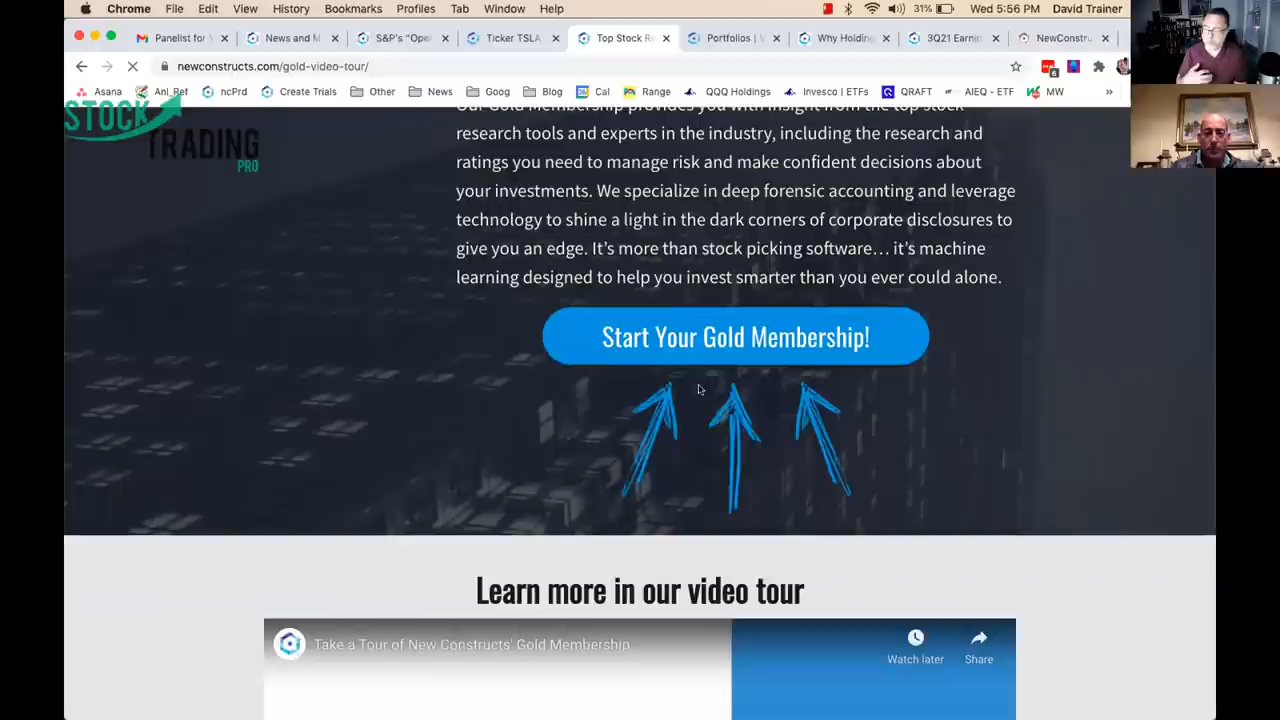 Chrome File Edit View History Bookmarks Profiles Tab Window Help 31% Wed 5:56 PM David Trainer
Panelist for News and M S&P's "Ope Ticker TSLA Top Stock Re Portfolios | Why Holding 3Q21 Earnin NewConstru
newconstructs.com/gold-video-tour/
6
Asana Ani_Ref ncPrd Create Trials Other News Goog Blog Cal Range QQQ Holdings Invesco | ETFs QRAFT AIEQ - ETF MW »
STOCK
TRADING
PRO
research tools and experts in the industry, including the research and
ratings you need to manage risk and make confident decisions about
your investments. We specialize in deep forensic accounting and leverage
technology to shine a light in the dark corners of corporate disclosures to
give you an edge. It's more than stock picking software… it's machine
learning designed to help you invest smarter than you ever could alone.
Start Your Gold Membership!
Learn more in our video tour
Take a Tour of New Constructs' Gold Membership
Watch later Share